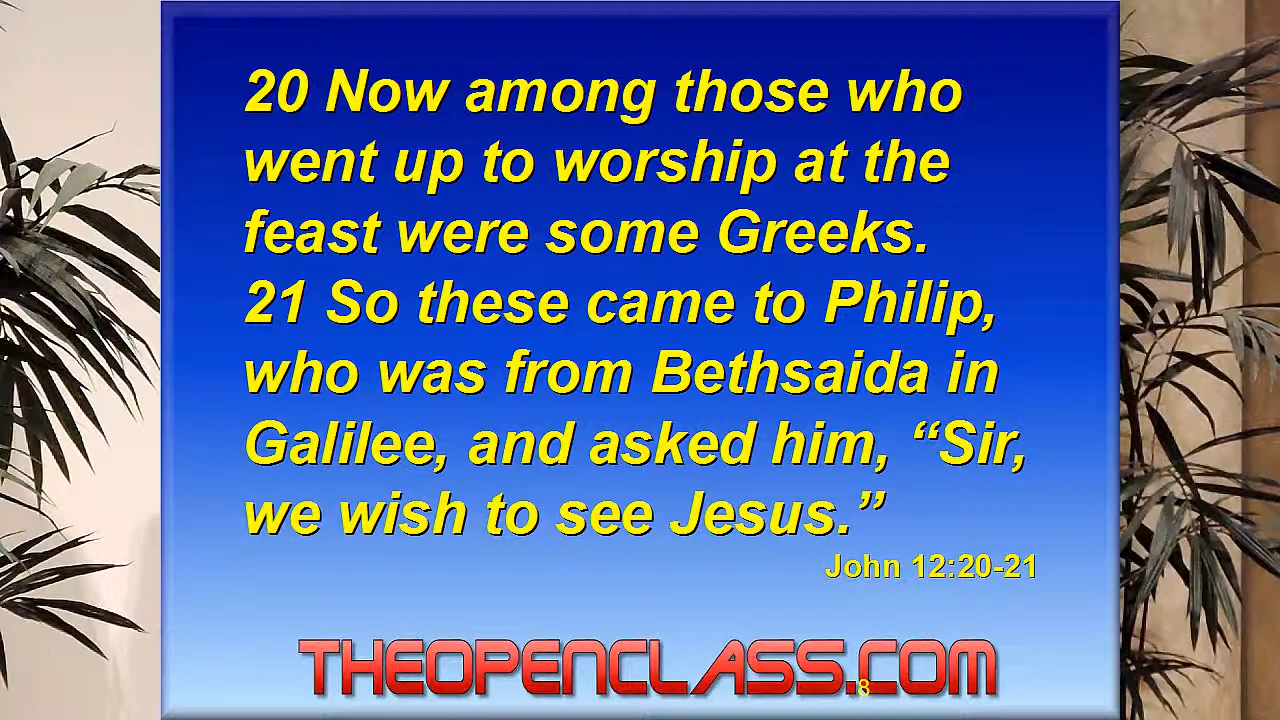 20 Now among those who
went up to worship at the
feast were some Greeks.
21 So these came to Philip,
who was from Bethsaida in
Galilee, and asked him, “Sir,
we wish to see Jesus.”
John 12:20-21
THEOPENCLASS.COM
8